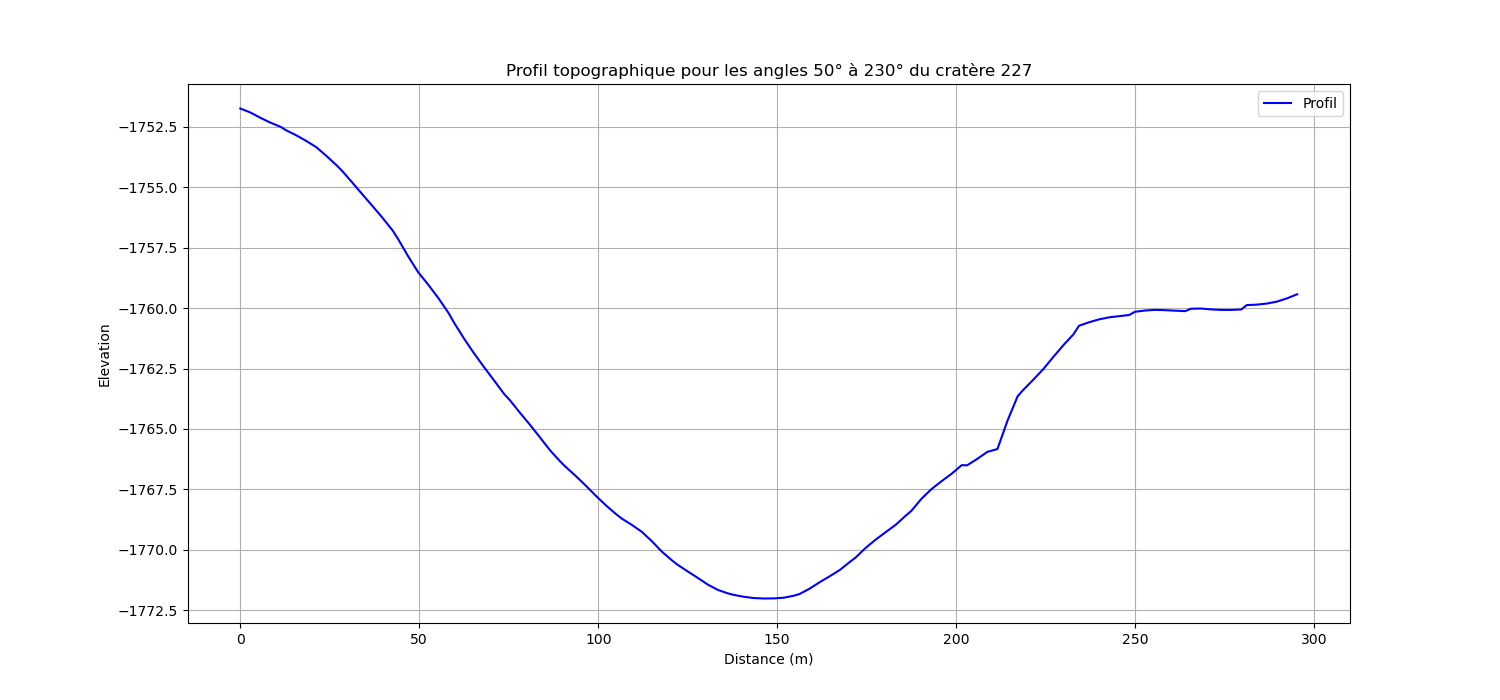 Profil topographique pour les angles 50° à 230° du cratère 227
Profil
−1752.5
−1755.0
−1757.5
−1760.0
−1762.5
−1765.0
−1767.5
−1770.0
−1772.5
Elevation
0 50 100 150 200 250 300
Distance (m)